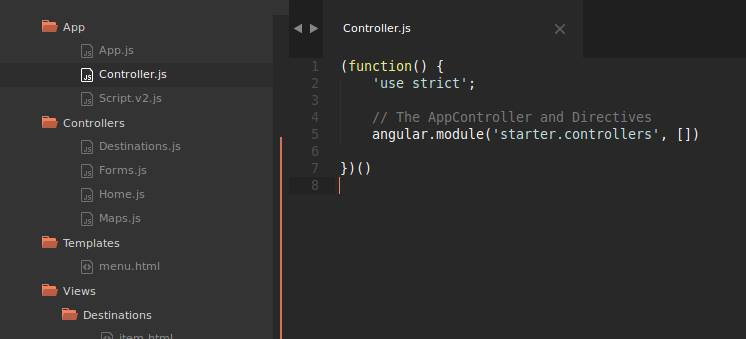 App
App.js
Controller.js
Script.v2.js
Controllers
Destinations.js
Forms.js
Home.js
Maps.js
Templates
menu.html
Views
Destinations
item.html
Controller.js
1 (function() {
2 'use strict';
3
4 // The AppController and Directives
5 angular.module('starter.controllers', [])
6
7 })()
8